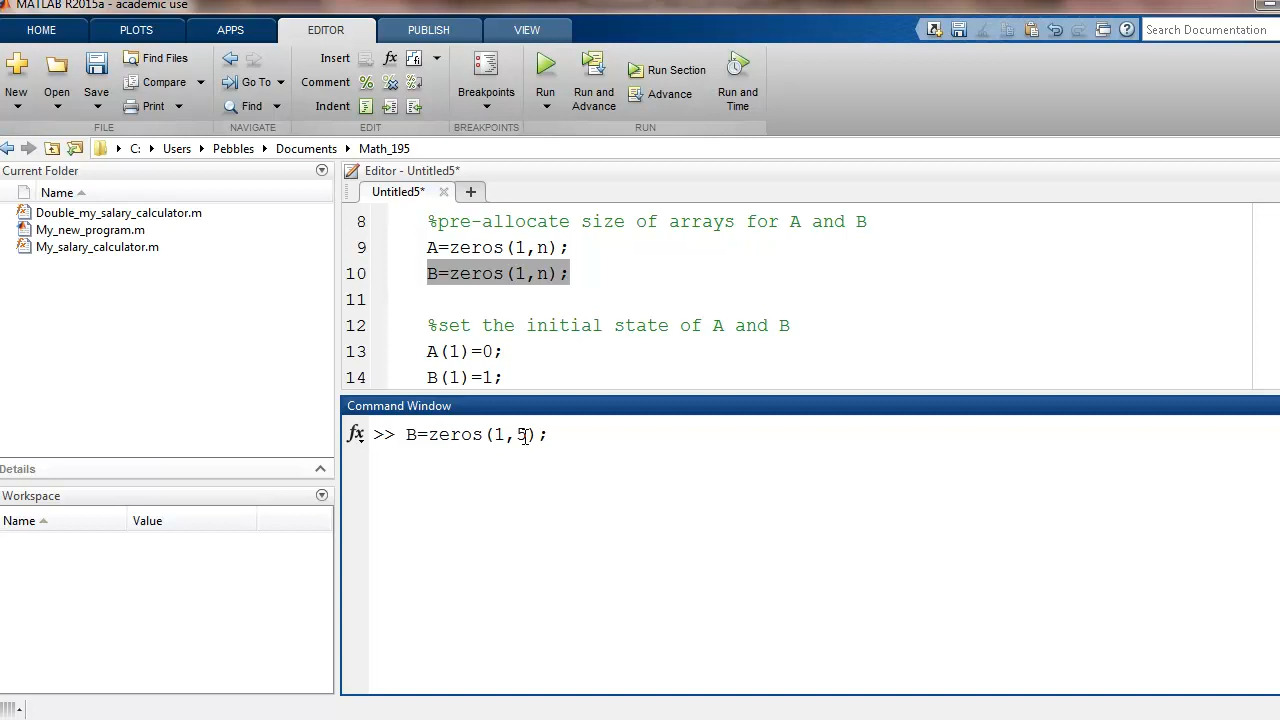 MATLAB R2015a - academic use
HOME PLOTS APPS EDITOR PUBLISH VIEW
Search Documentation
New Open Save Find Files Compare Print
Go To Find
Insert fx Comment Indent
Breakpoints Run Run and Advance Run Section Advance Run and Time
FILE NAVIGATE EDIT BREAKPOINTS RUN
C: Users Pebbles Documents Math_195
Current Folder
Name
Double_my_salary_calculator.m
My_new_program.m
My_salary_calculator.m
Details
Workspace
Name Value
Editor - Untitled5*
Untitled5* × +
8 %pre-allocate size of arrays for A and B
9 A=zeros(1,n);
10 B=zeros(1,n);
11
12 %set the initial state of A and B
13 A(1)=0;
14 B(1)=1;
Command Window
fx >> B=zeros(1,5);